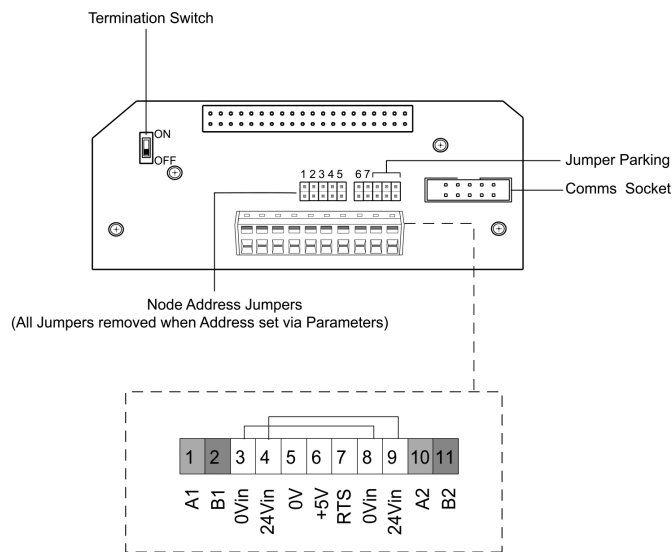 Termination Switch
ON
OFF
1 2 3 4 5 6 7
Jumper Parking
Comms Socket
Node Address Jumpers
(All Jumpers removed when Address set via Parameters)
1 2 3 4 5 6 7 8 9 10 11
A1 B1 0Vin 24Vin 0V +5V RTS 0Vin 24Vin A2 B2